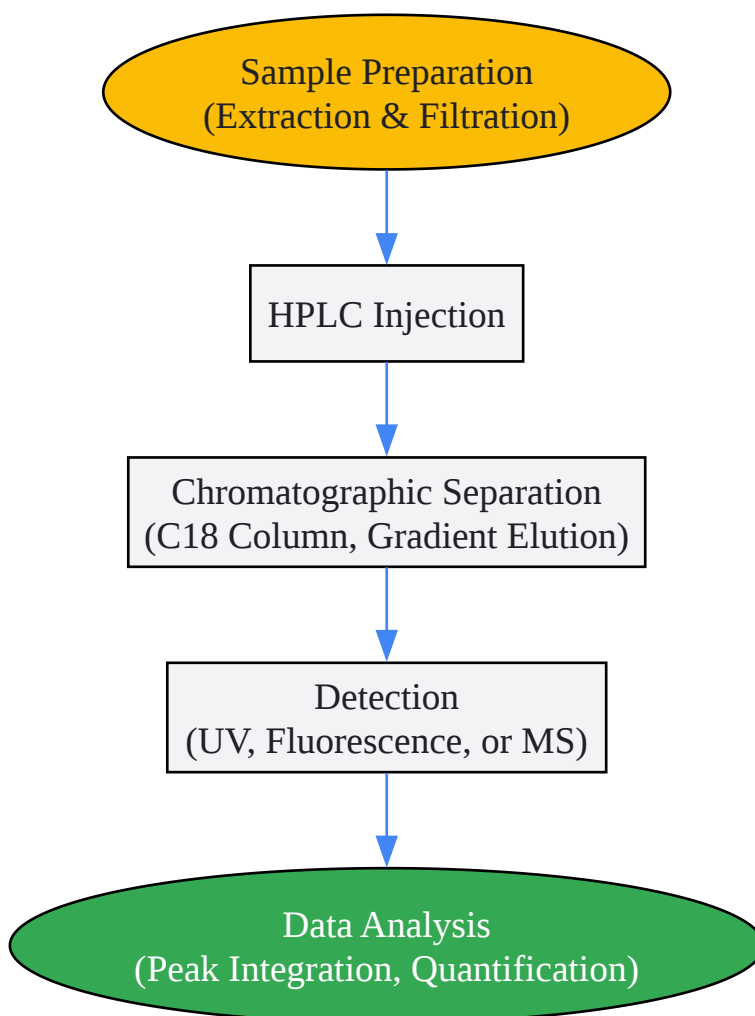 Sample Preparation
(Extraction & Filtration)
HPLC Injection
Chromatographic Separation
(C18 Column, Gradient Elution)
Detection
(UV, Fluorescence, or MS)
Data Analysis
(Peak Integration, Quantification)